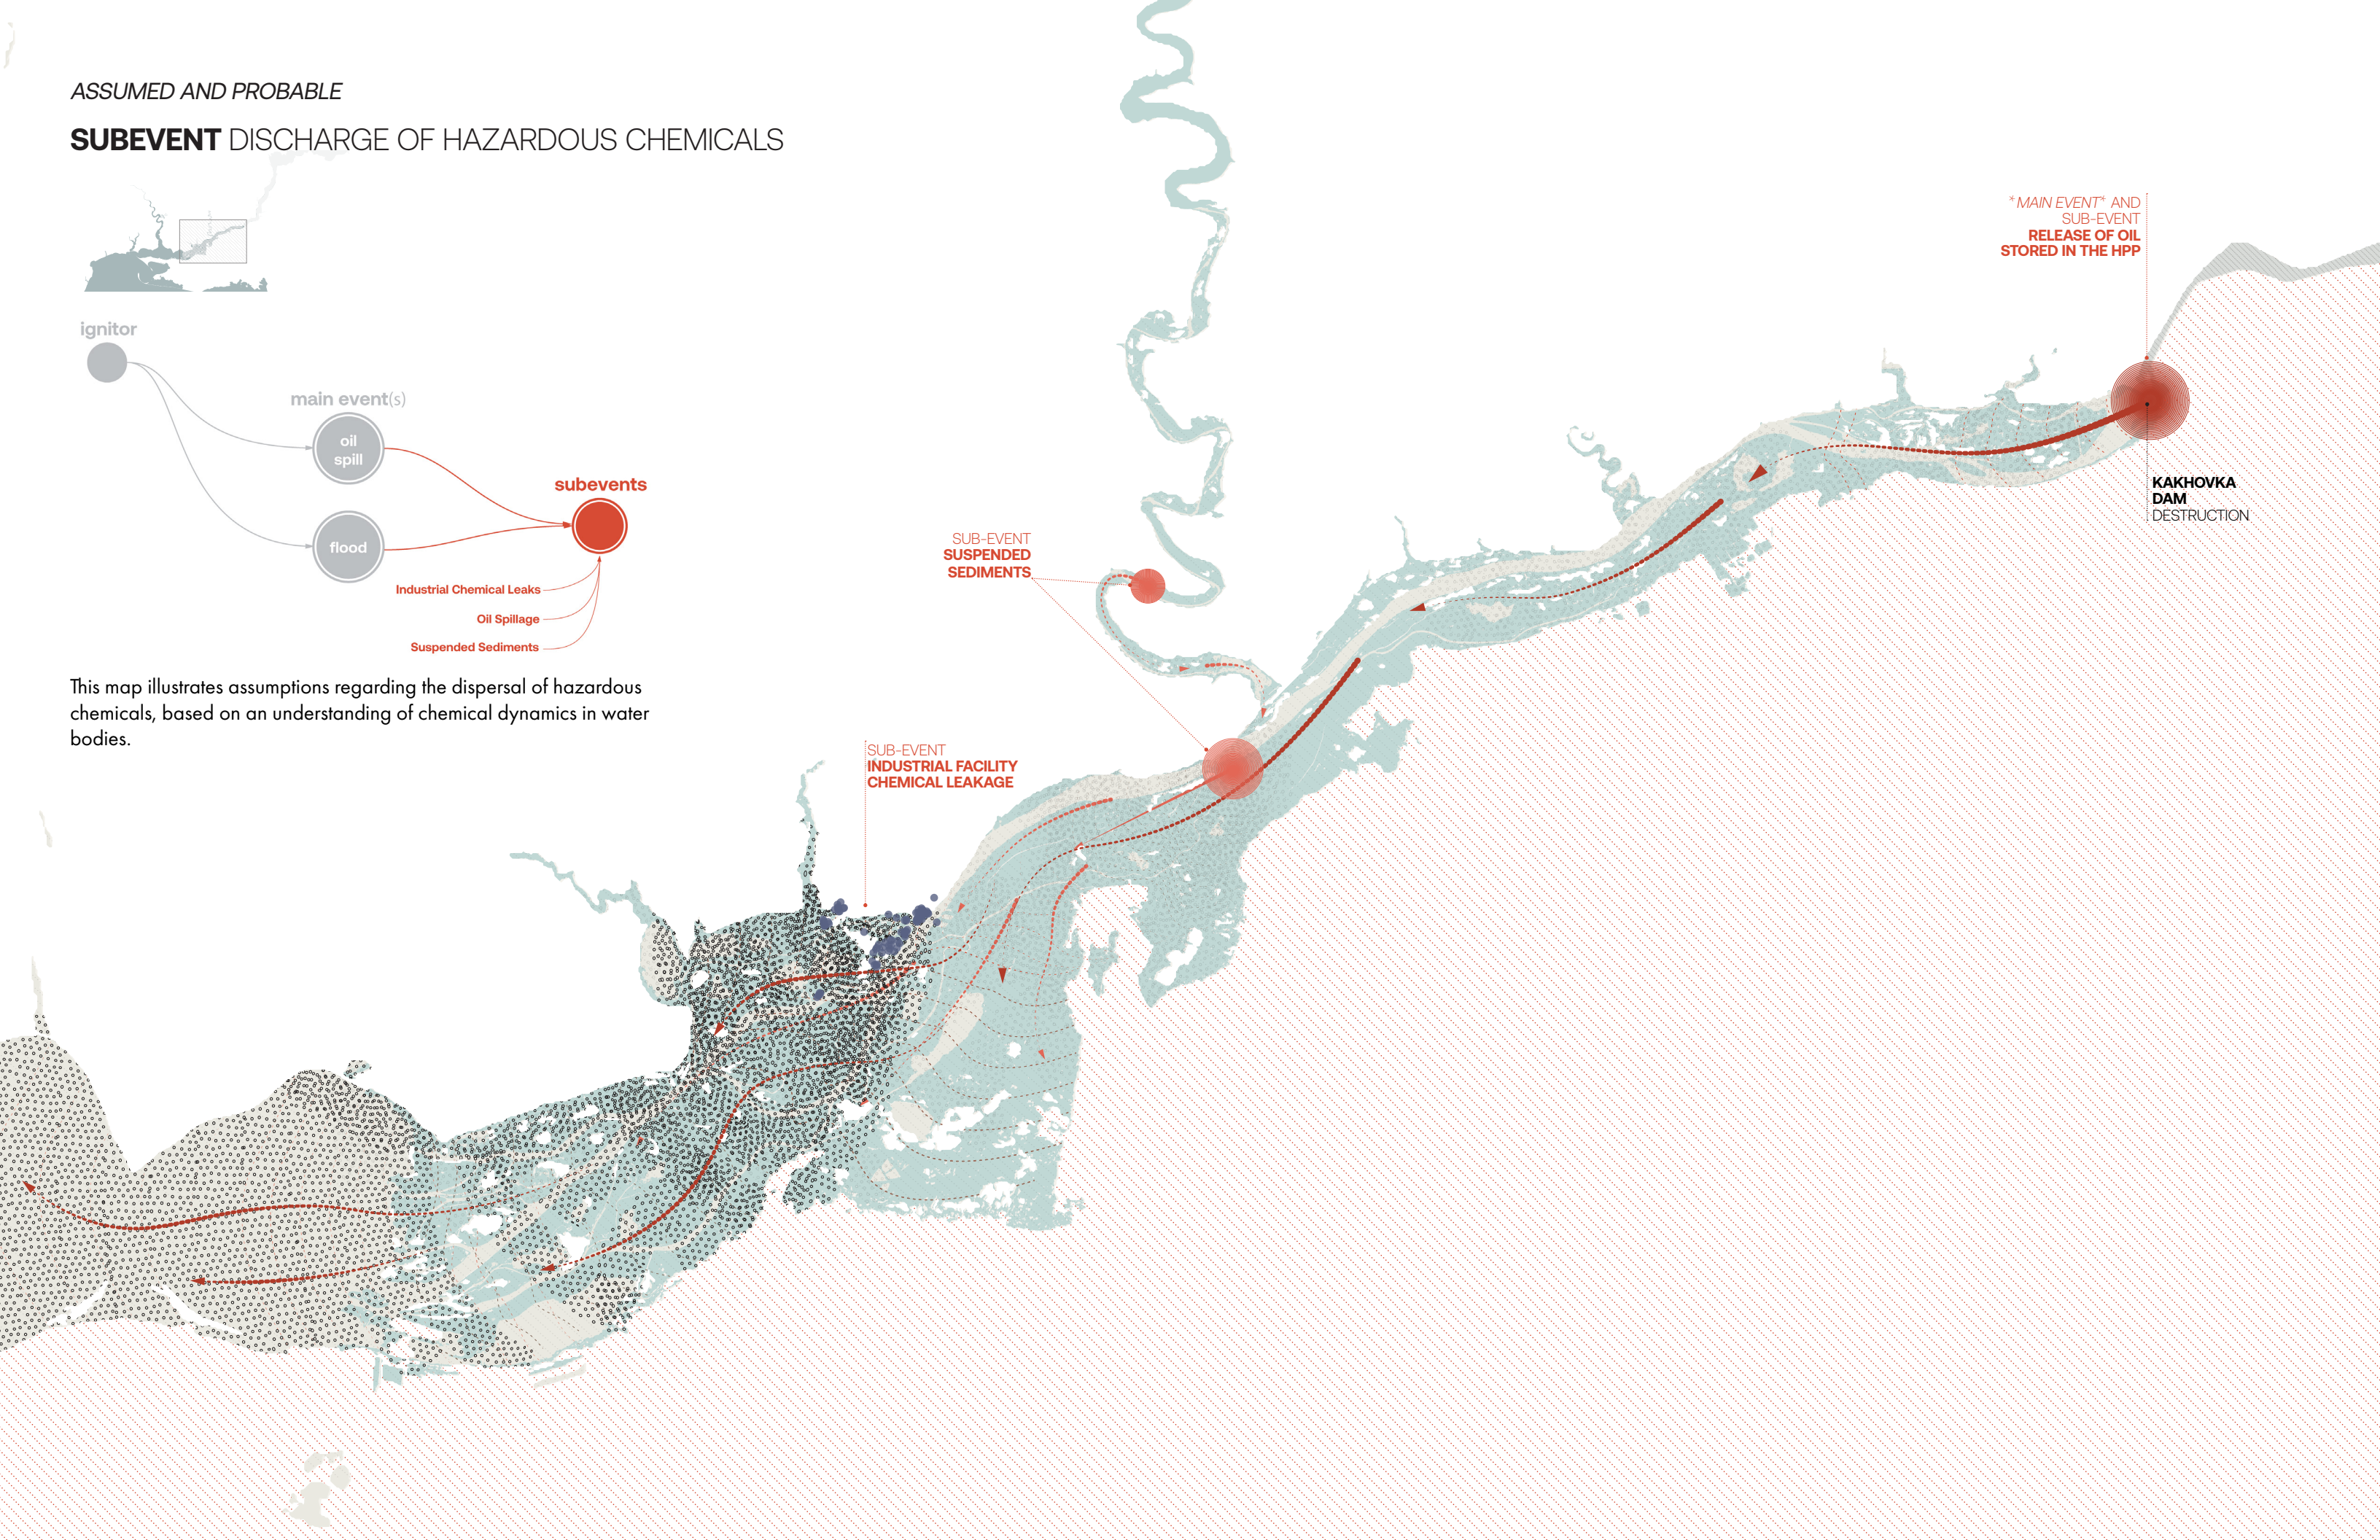 ASSUMED AND PROBABLE
SUBEVENT DISCHARGE OF HAZARDOUS CHEMICALS
ignitor
main event(s)
oil
spill
flood
subevents
Industrial Chemical Leaks
Oil Spillage
Suspended Sediments
This map illustrates assumptions regarding the dispersal of hazardous
chemicals, based on an understanding of chemical dynamics in water
bodies.
SUB-EVENT
SUSPENDED
SEDIMENTS
SUB-EVENT
INDUSTRIAL FACILITY
CHEMICAL LEAKAGE
*MAIN EVENT* AND
SUB-EVENT
RELEASE OF OIL
STORED IN THE HPP
KAKHOVKA
DAM
DESTRUCTION